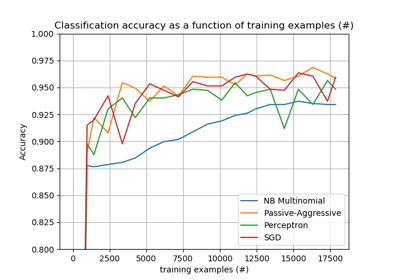 Classification accuracy as a function of training examples (#)
1.000
0.975
0.950
0.925
0.900
0.875
0.850
0.825
0.800
Accuracy
NB Multinomial
Passive-Aggressive
Perceptron
SGD
0 2500 5000 7500 10000 12500 15000 17500
training examples (#)